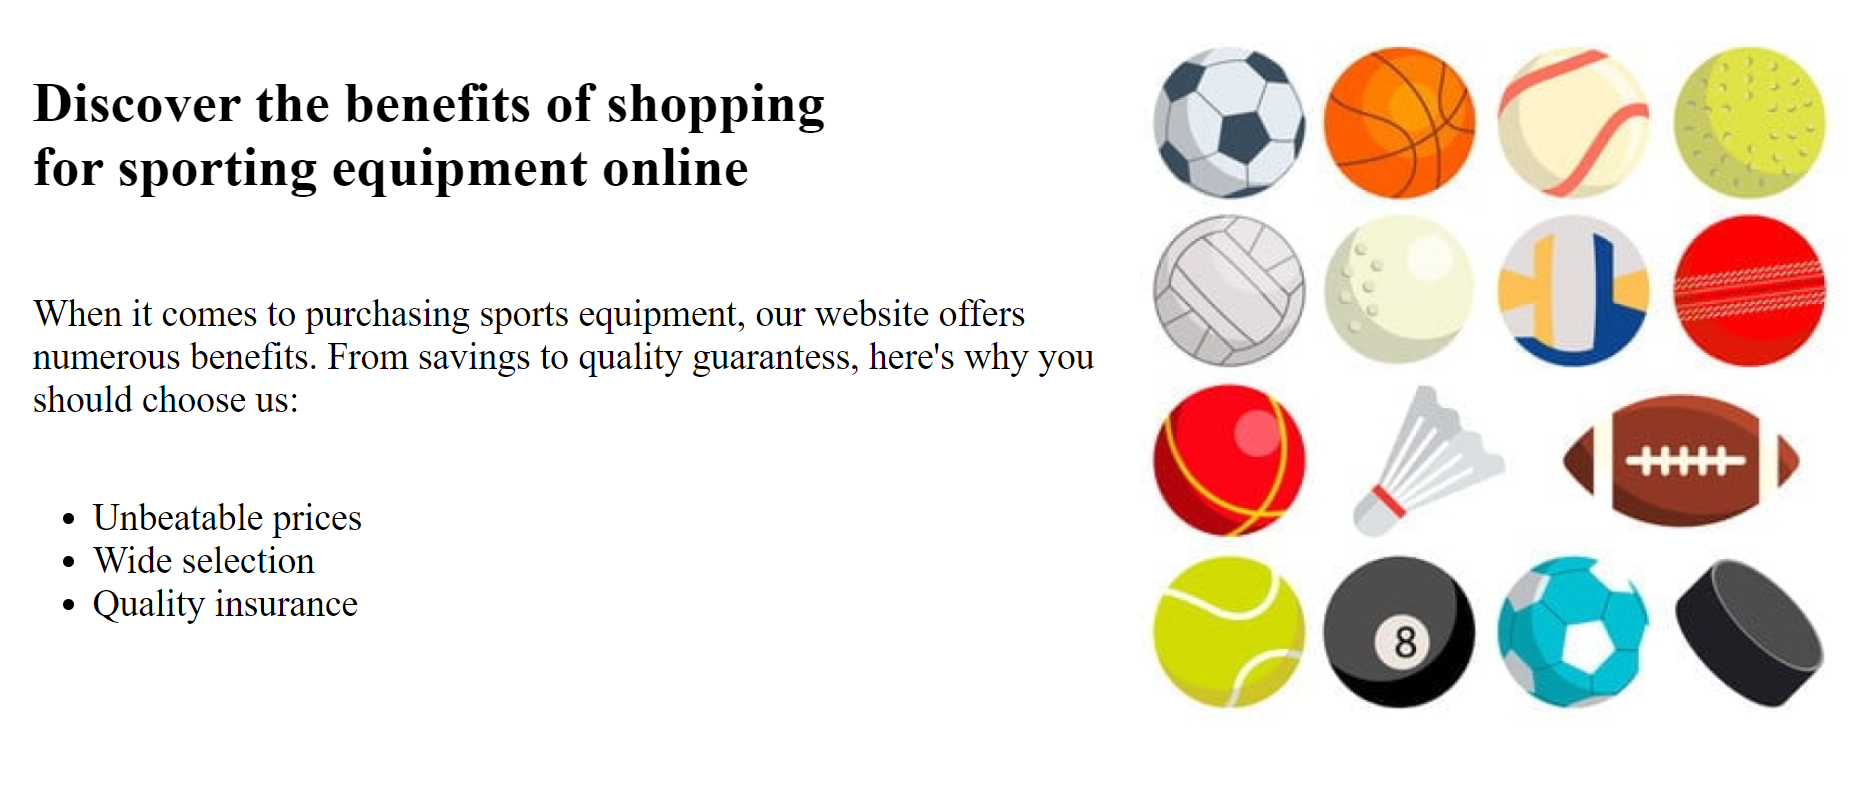 Discover the benefits of shopping
for sporting equipment online
When it comes to purchasing sports equipment, our website offers
numerous benefits. From savings to quality guarantess, here's why you
should choose us:
• Unbeatable prices
• Wide selection
• Quality insurance
8